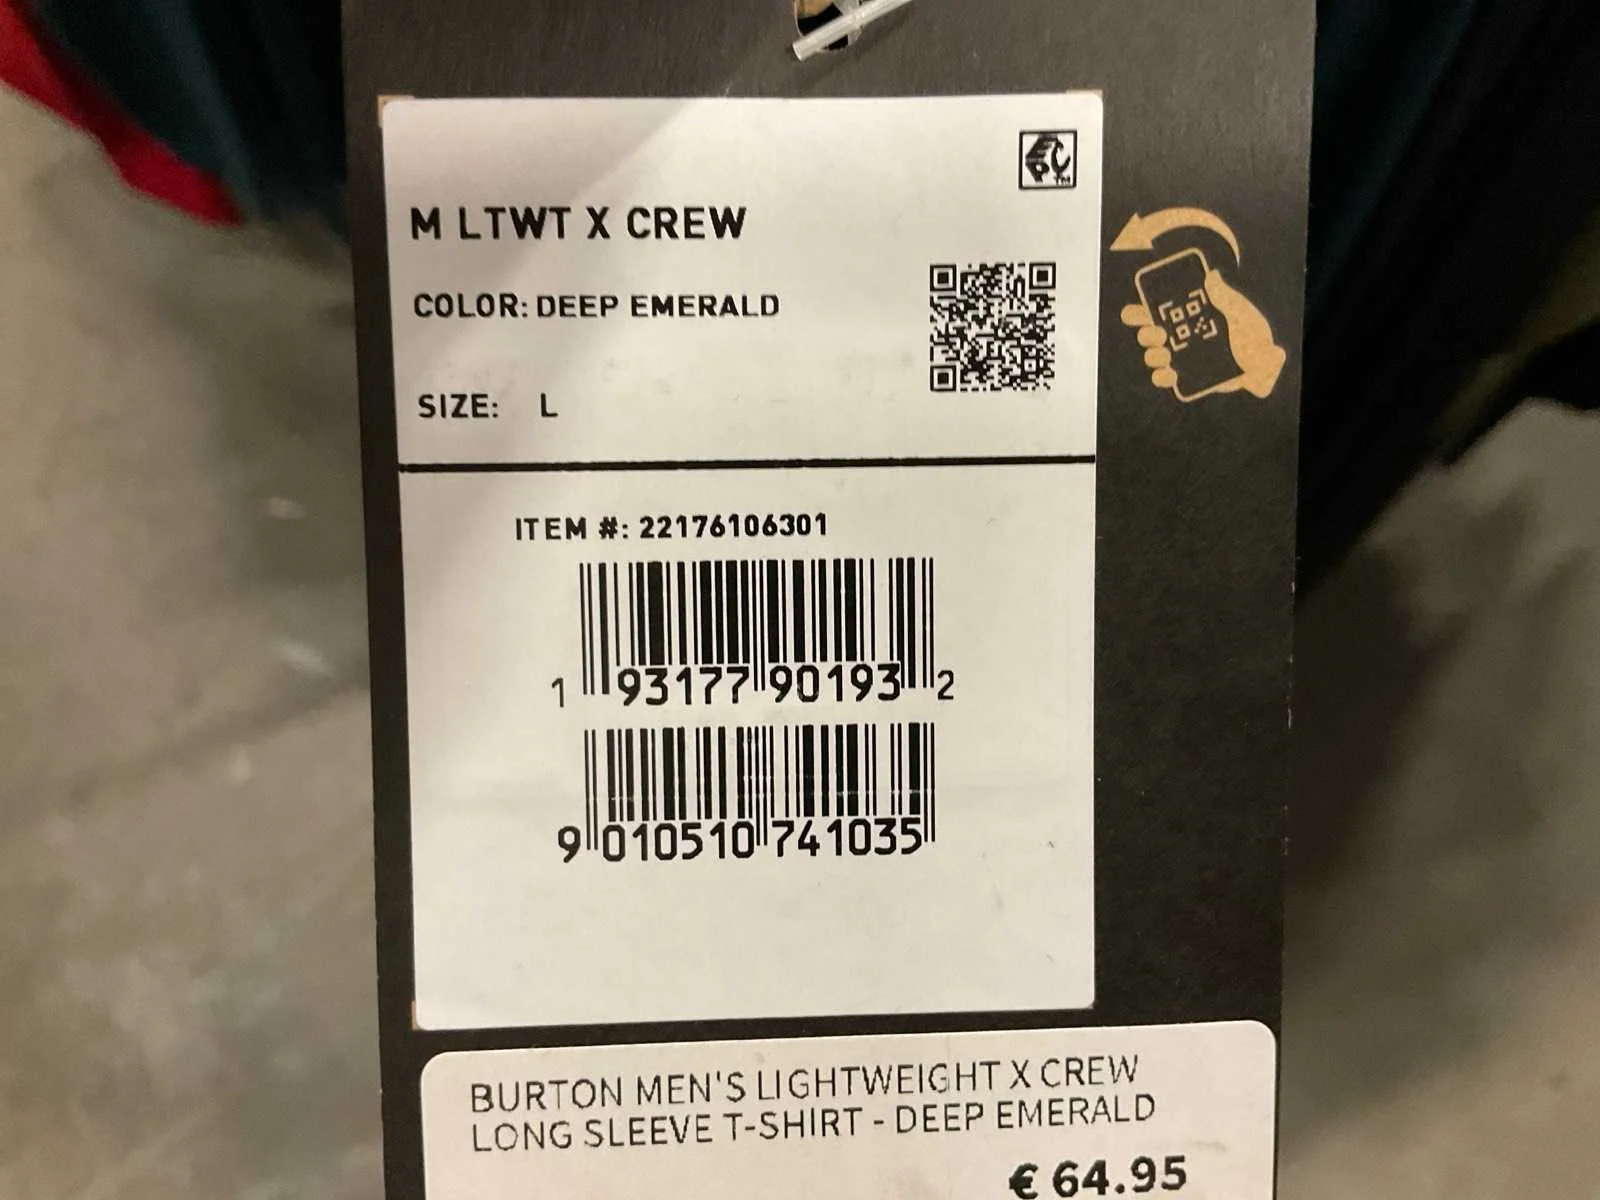 EPC™
M LTWT X CREW
COLOR: DEEP EMERALD
SIZE: L
ITEM #: 22176106301
1 93177 90193 2
9 010510 741035
BURTON MEN'S LIGHTWEIGHT X CREW
LONG SLEEVE T-SHIRT - DEEP EMERALD
€ 64.95